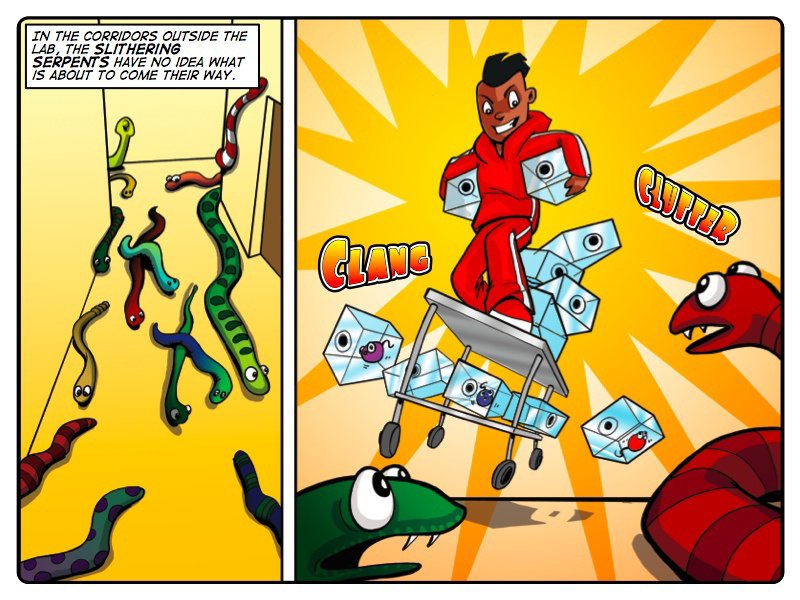 IN THE CORRIDORS OUTSIDE THE
LAB, THE SLITHERING
SERPENTS HAVE NO IDEA WHAT
IS ABOUT TO COME THEIR WAY.
CLANG
CLUTTER